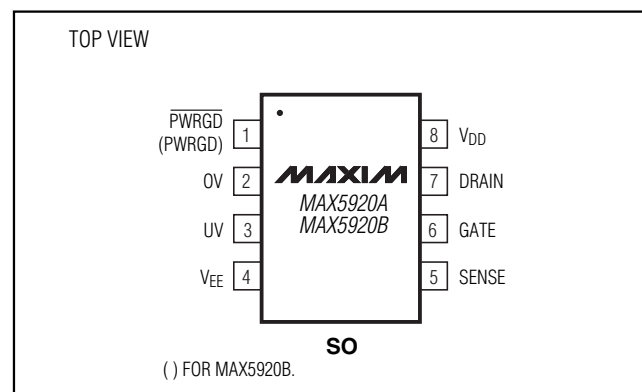 TOP VIEW
PWRGD
(PWRGD)
1
8
VDD
OV
2
MAXIM
7
DRAIN
MAX5920A
MAX5920B
UV
3
6
GATE
VEE
4
5
SENSE
SO
( ) FOR MAX5920B.